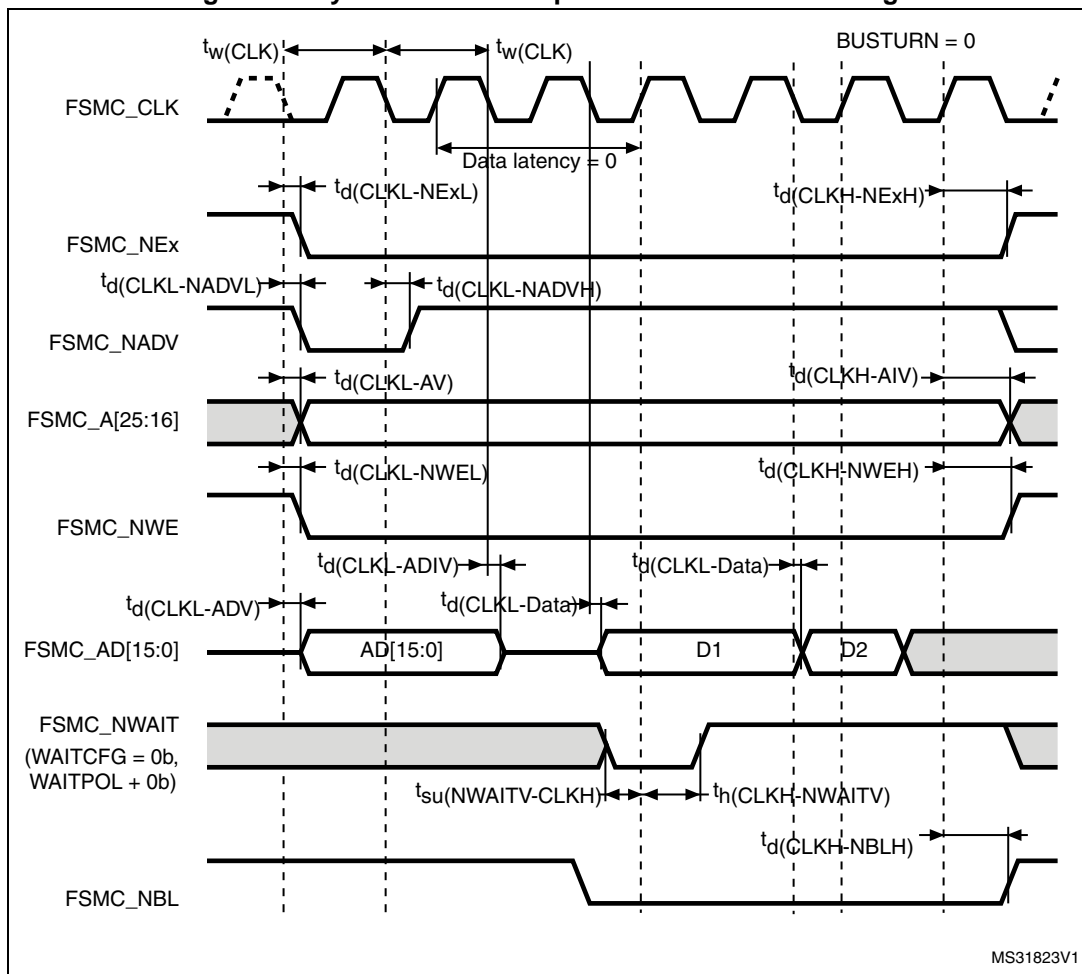 tw(CLK) tw(CLK) BUSTURN = 0
FSMC_CLK
Data latency = 0
td(CLKL-NExL) td(CLKH-NExH)
FSMC_NEx
td(CLKL-NADVL) td(CLKL-NADVH)
FSMC_NADV
td(CLKL-AV) td(CLKH-AIV)
FSMC_A[25:16]
td(CLKL-NWEL) td(CLKH-NWEH)
FSMC_NWE
td(CLKL-ADIV) td(CLKL-Data)
td(CLKL-ADV) td(CLKL-Data)
FSMC_AD[15:0] AD[15:0] D1 D2
FSMC_NWAIT
(WAITCFG = 0b,
WAITPOL + 0b)
tsu(NWAITV-CLKH) th(CLKH-NWAITV)
td(CLKH-NBLH)
FSMC_NBL
MS31823V1